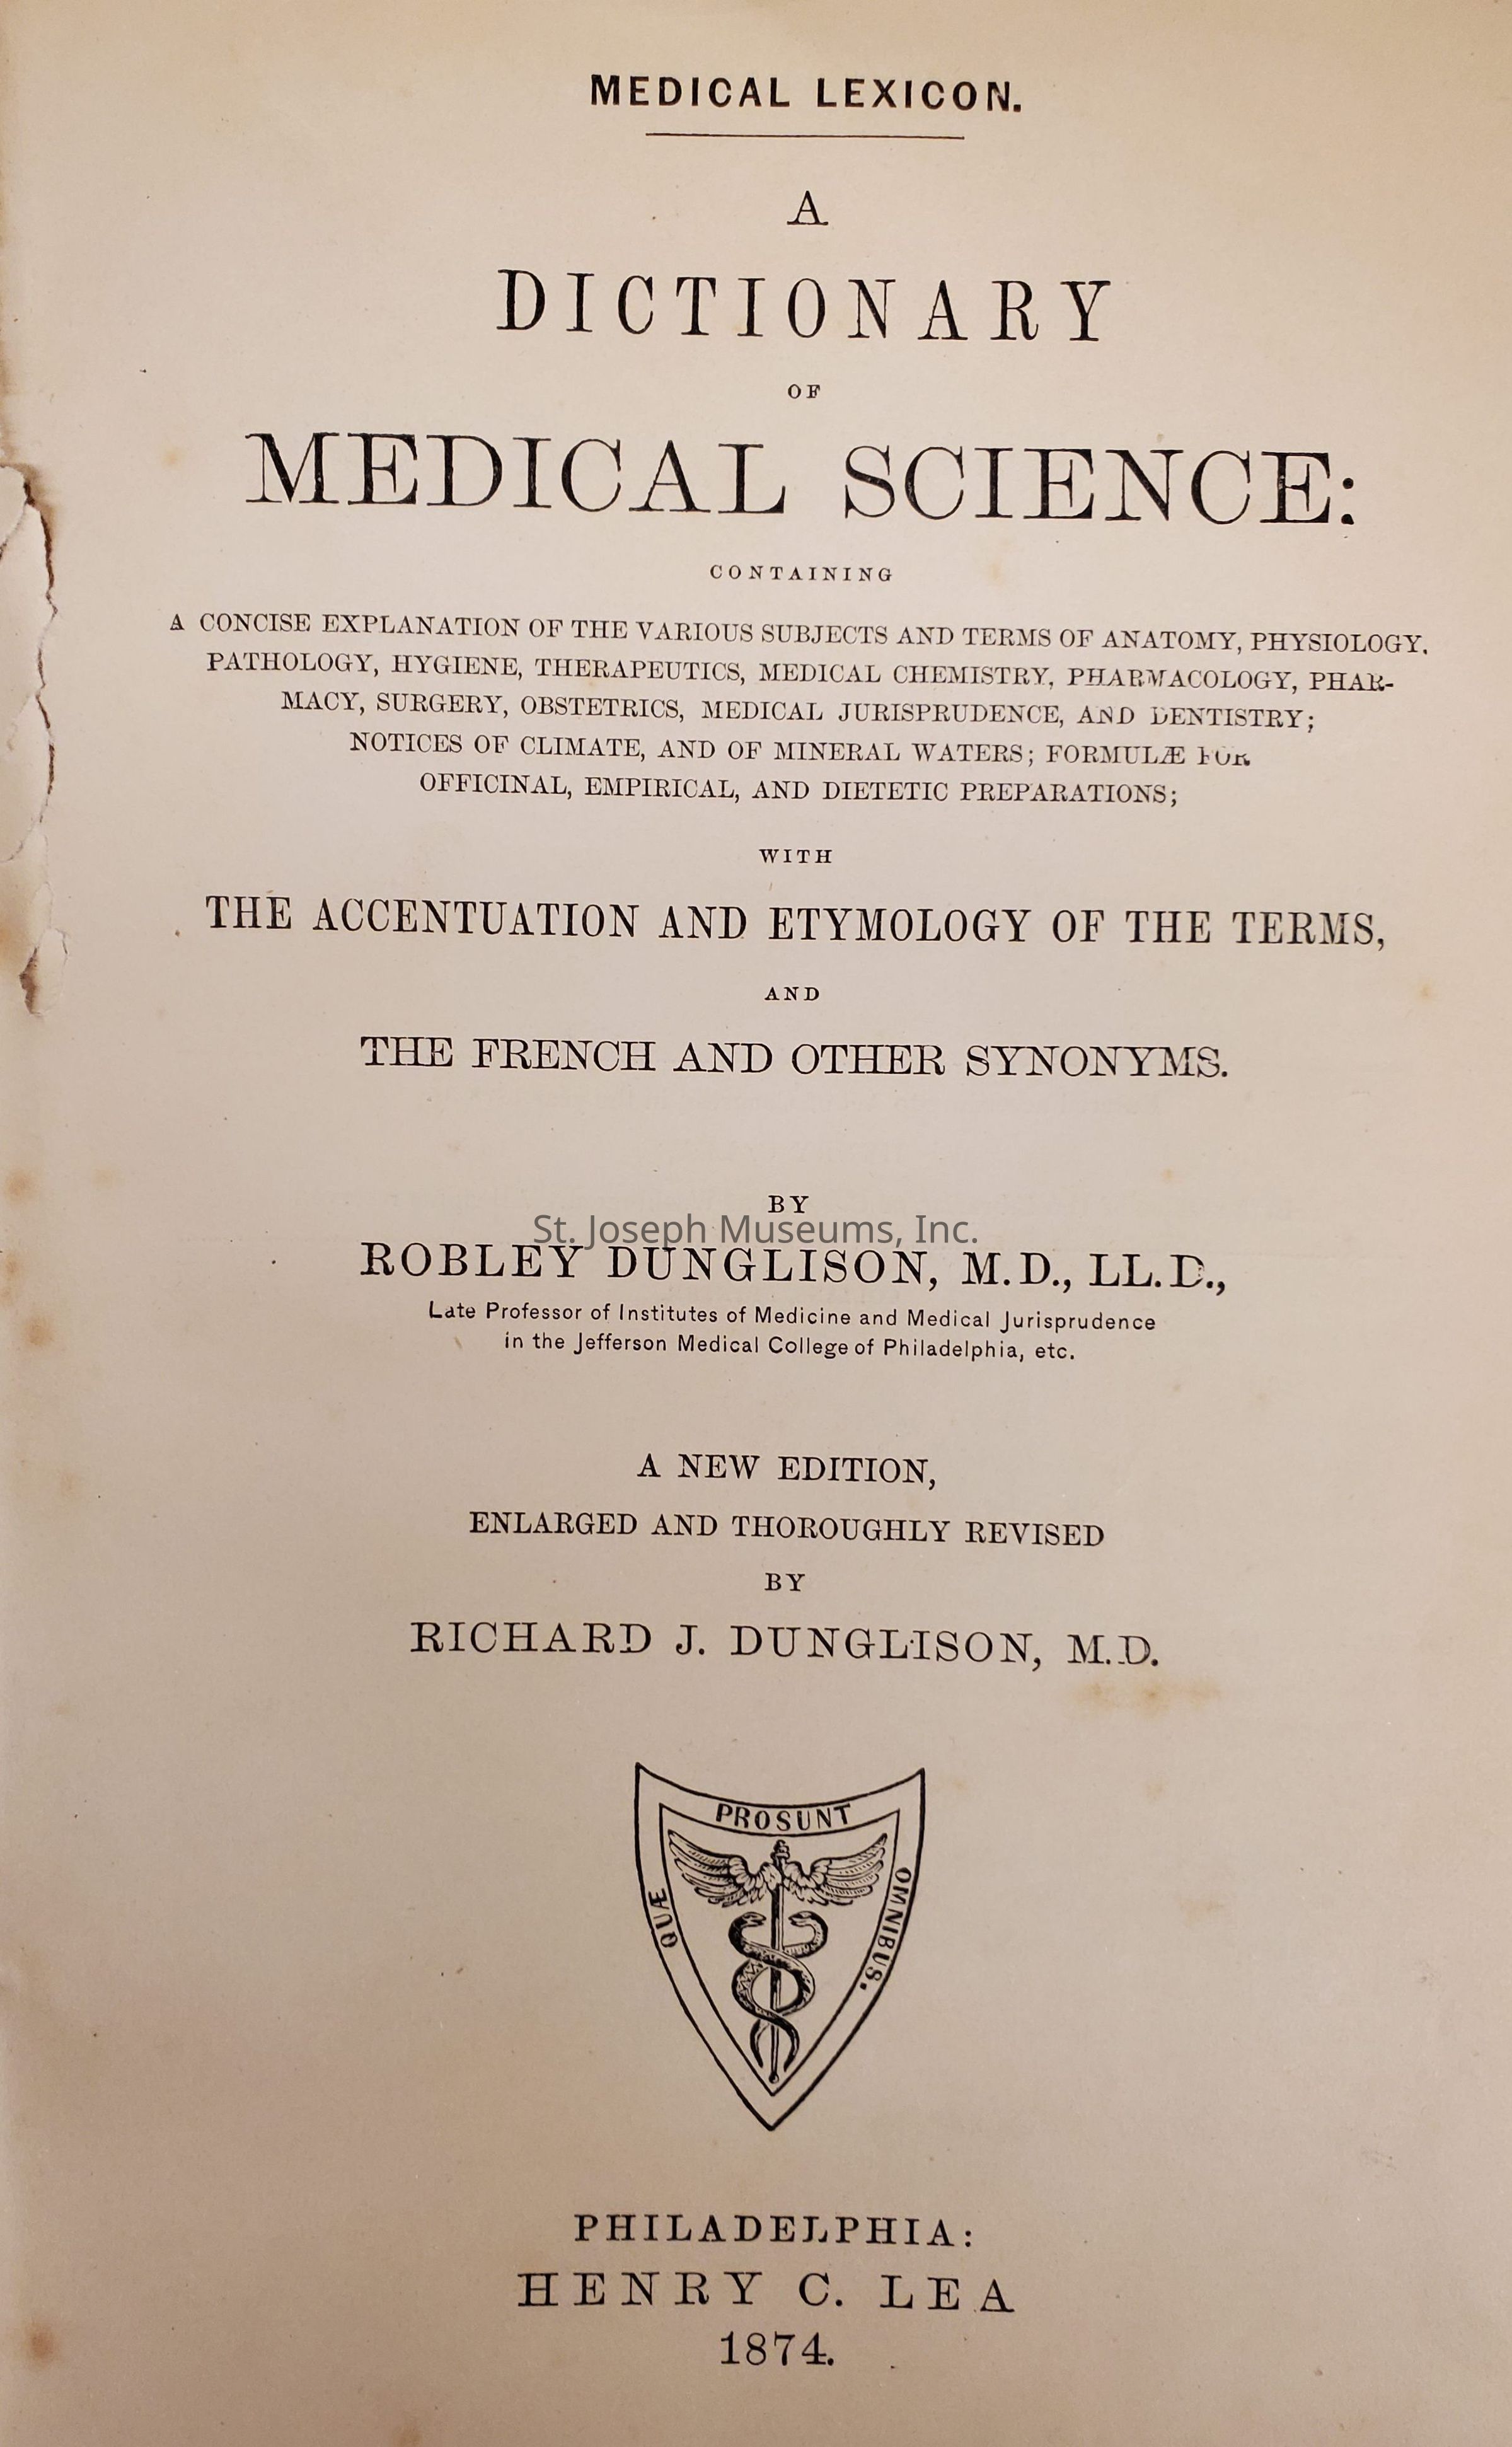 MEDICAL LEXICON.
A
DICTIONARY
OF
MEDICAL SCIENCE:
CONTAINING
A CONCISE EXPLANATION OF THE VARIOUS SUBJECTS AND TERMS OF ANATOMY, PHYSIOLOGY,
PATHOLOGY, HYGIENE, THERAPEUTICS, MEDICAL CHEMISTRY, PHARMACOLOGY, PHAR-
MACY, SURGERY, OBSTETRICS, MEDICAL JURISPRUDENCE, AND DENTISTRY;
NOTICES OF CLIMATE, AND OF MINERAL WATERS; FORMULÆ FOR
OFFICINAL, EMPIRICAL, AND DIETETIC PREPARATIONS;
WITH
THE ACCENTUATION AND ETYMOLOGY OF THE TERMS,
AND
THE FRENCH AND OTHER SYNONYMS.
BY
St. Joseph Museums, Inc.
ROBLEY DUNGLISON, M.D., LL.D.,
Late Professor of Institutes of Medicine and Medical Jurisprudence
in the Jefferson Medical College of Philadelphia, etc.
A NEW EDITION,
ENLARGED AND THOROUGHLY REVISED
BY
RICHARD J. DUNGLISON, M.D.
QUÆ PROSUNT OMNIBUS.
PHILADELPHIA:
HENRY C. LEA
1874.